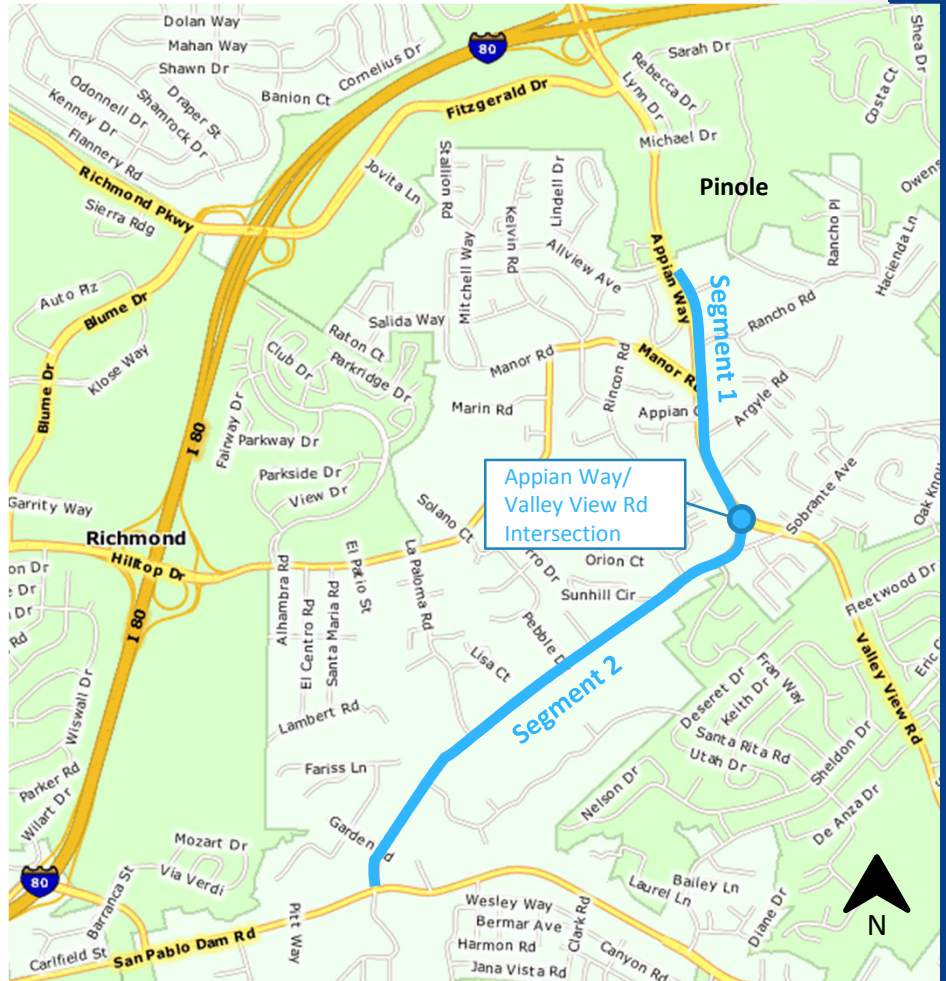 Dolan Way
Mahan Way
Shawn Dr
Cornelius Dr
80
Sarah Dr
Shea Dr
Odonnell Dr
Kenney Dr
Shamrock Dr
Draper St
Banion Ct
Fitzgerald Dr
Rebecca Dr
Lynn Dr
Costa Ct
Flannery Rd
Michael Dr
Richmond Pkwy
Jovita Ln
Stallion Rd
Lindell Dr
Pinole
Sierra Rdg
Kelvin Rd
Rancho Pl
Hacienda Ln
Mitchell Way
Allview Ave
Appian Way
Segment 1
Auto Plz
Blume Dr
Rancho Rd
Salida Way
Raton Ct
Club Dr
Parkridge Dr
Manor Rd
Klose Way
Rincon Rd
Blume Dr
Fairway Dr
Marin Rd
Argyle Rd
I 80
Parkway Dr
Parkside Dr
View Dr
Appian Way/
Valley View Rd
Intersection
Sobrante Ave
Garrity Way
Solano Ct
Richmond
Hilltop Dr
Orion Ct
Alhambra Rd
El Patio St
La Paloma Rd
Sunhill Cir
Fleetwood Dr
I 80
El Centro Rd
Santa Maria Rd
Lisa Ct
Segment 2
Fran Way
Deseret Dr
Keith Dr
Valley View Rd
Wiswall Dr
Lambert Rd
Santa Rita Rd
Utah Dr
Sheldon Dr
Fariss Ln
Parker Rd
Nelson Dr
De Anza Dr
Wilart Dr
Mozart Dr
Via Verdi
80
Barranca St
Bailey Ln
Laurel Ln
Diane Dr
Pitt Way
Wesley Way
Bermar Ave
Clark Rd
Carlfield St
San Pablo Dam Rd
Harmon Rd
Canyon Rd
Jana Vista Rd
N